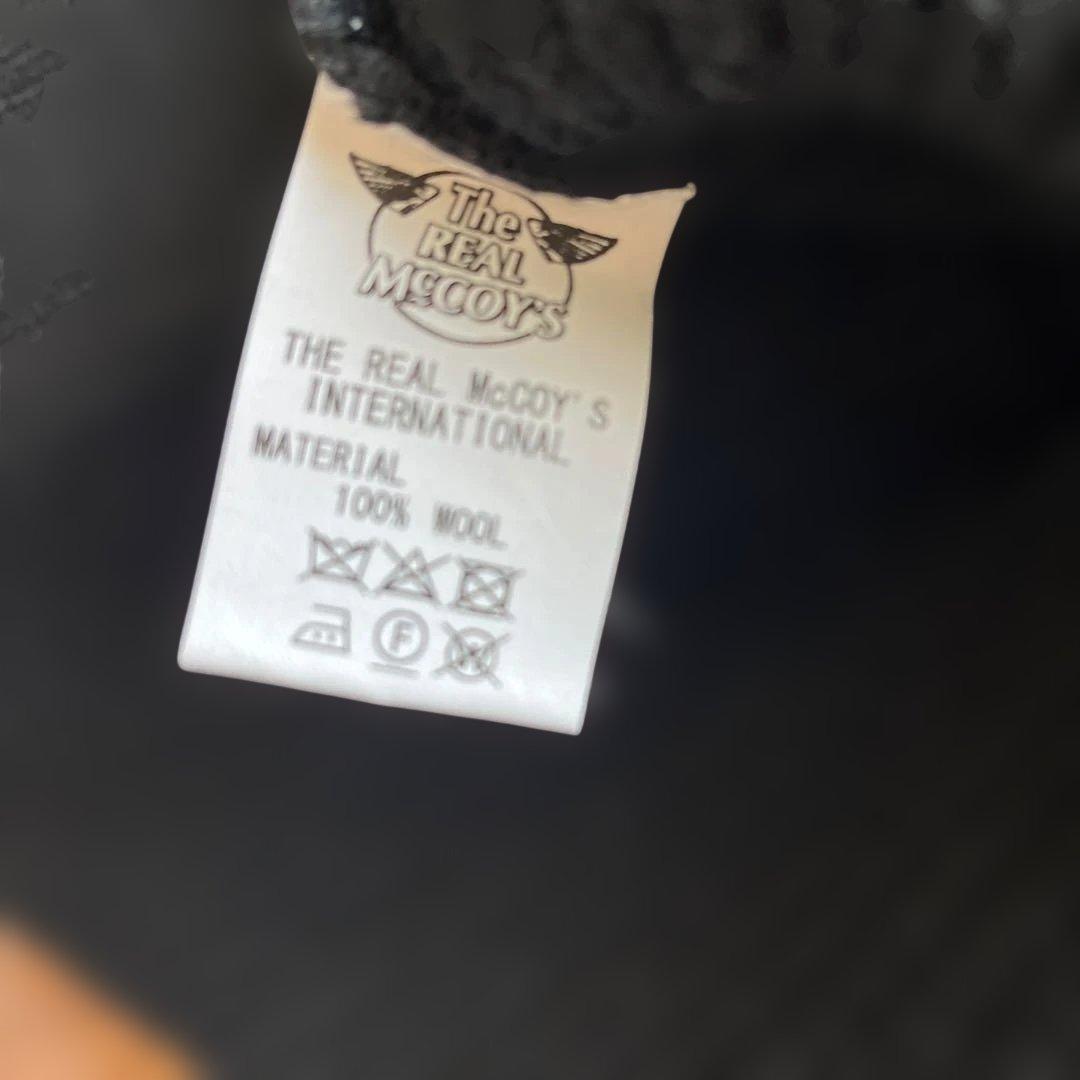 The
REAL
McCOY'S
THE REAL McCOY'S
INTERNATIONAL
MATERIAL
100% WOOL
F
W